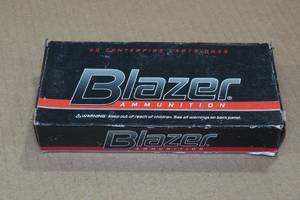 50 CENTERFIRE CARTRIDGES
Blazer®
AMMUNITION
⚠WARNING: Keep out of reach of children. See all warnings on back panel.
Blazer
AMMUNITION